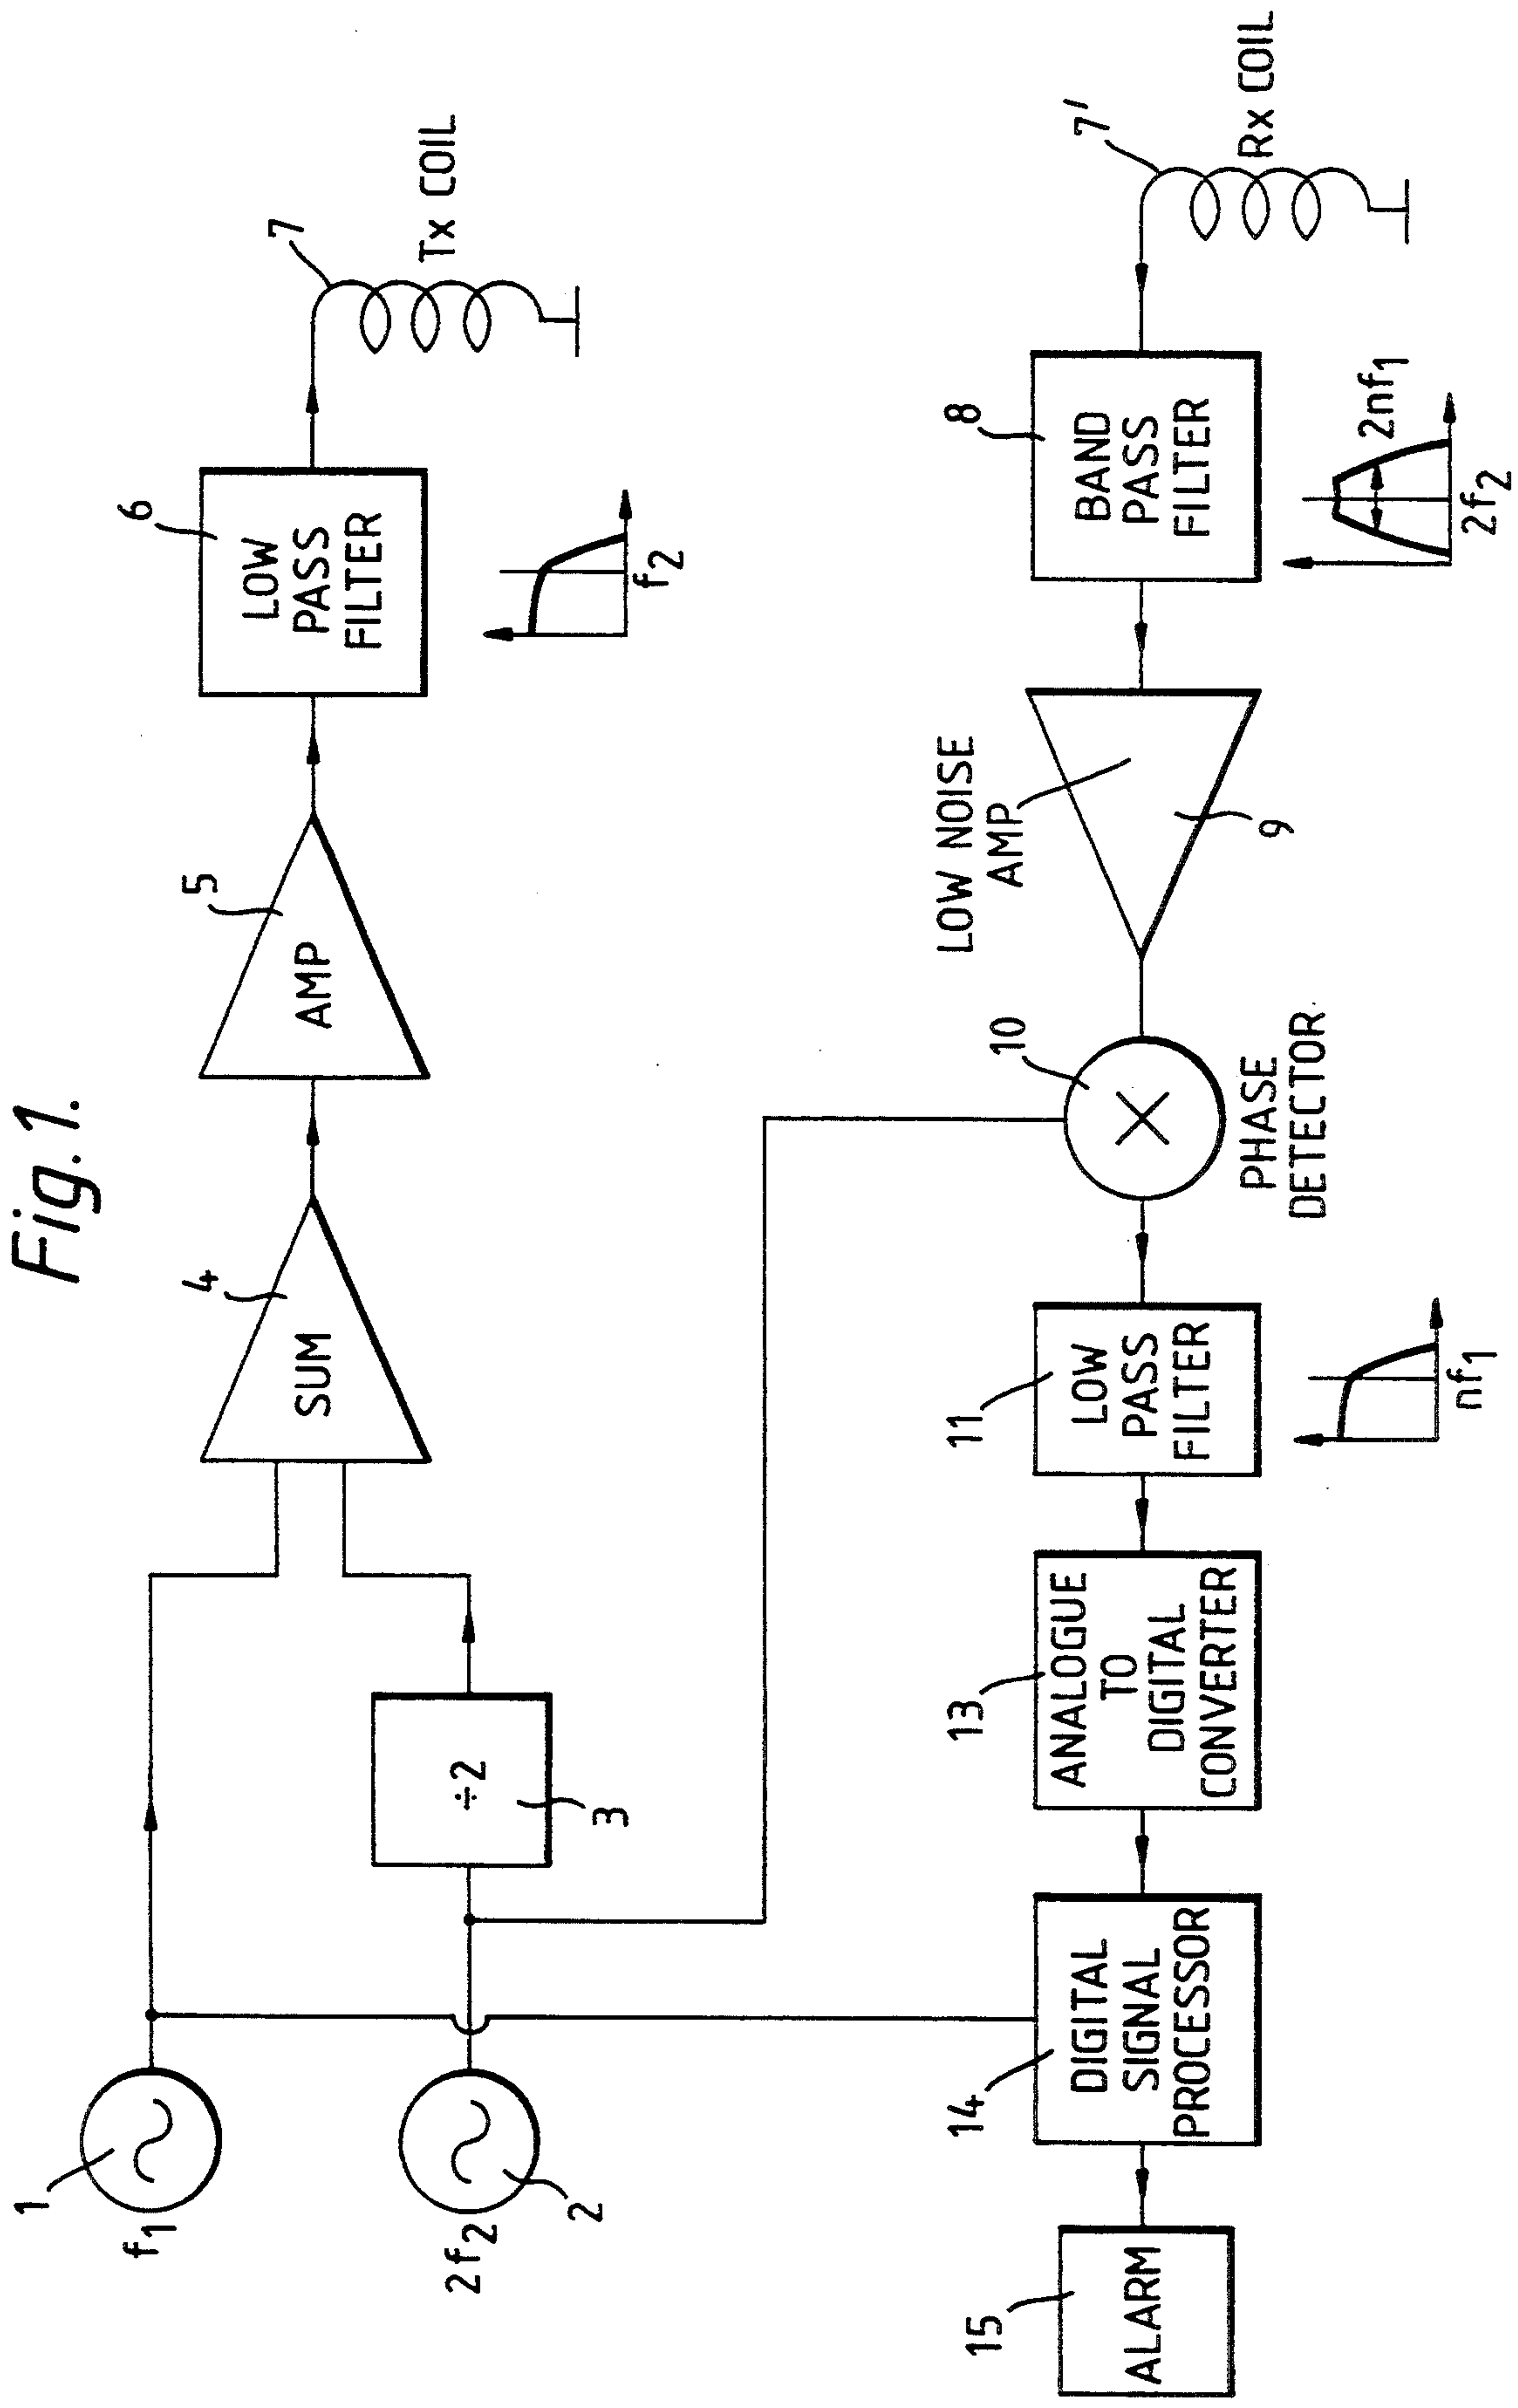 Fig. 1.
1
f1
2f2
2
÷2
3
SUM
4
AMP
5
LOW
PASS
FILTER
6
f2
7
Tx COIL
7'
Rx COIL
BAND
PASS
FILTER
8
2nf1
2f2
LOW NOISE
AMP
9
10
PHASE
DETECTOR
LOW
PASS
FILTER
11
nf1
ANALOGUE
TO
DIGITAL
CONVERTER
13
DIGITAL
SIGNAL
PROCESSOR
14
ALARM
15